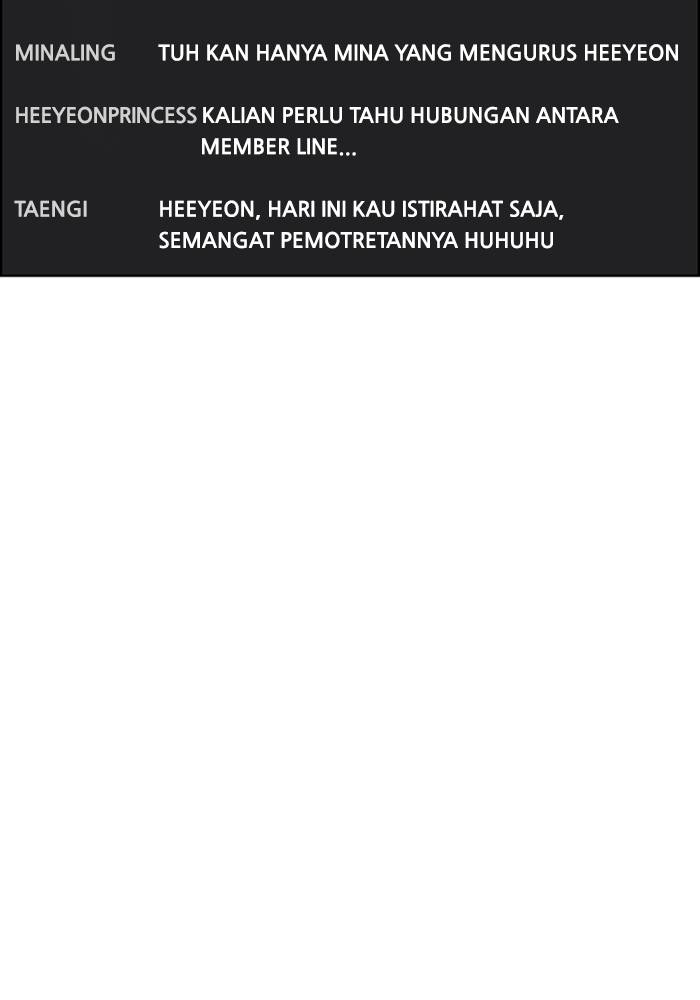 MINALING TUH KAN HANYA MINA YANG MENGURUS HEEYEON
HEEYEONPRINCESS KALIAN PERLU TAHU HUBUNGAN ANTARA
MEMBER LINE...
TAENGI HEEYEON, HARI INI KAU ISTIRAHAT SAJA,
SEMANGAT PEMOTRETANNYA HUHUHU